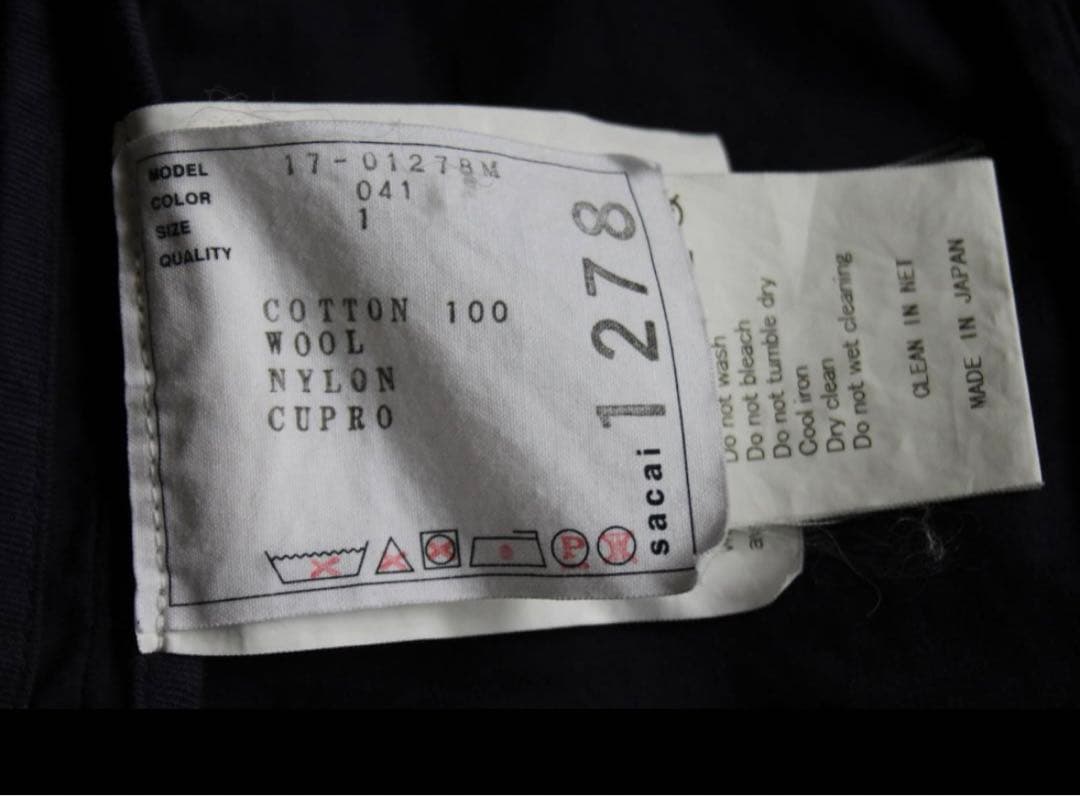 MODEL 17-01278M
COLOR 041
SIZE 1
QUALITY
COTTON 100
WOOL
NYLON
CUPRO
P
W
sacai 1278
Do not wash
Do not bleach
Do not tumble dry
Cool iron
Dry clean
Do not wet cleaning
CLEAN IN NET
MADE IN JAPAN